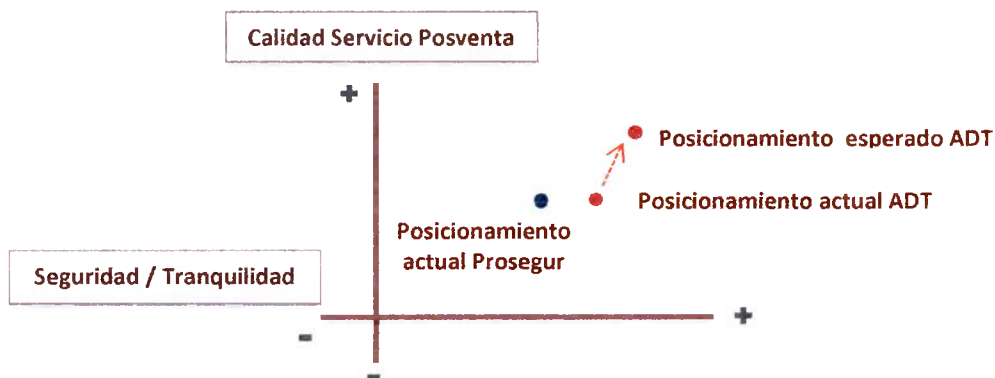 Calidad Servicio Posventa
+
Posicionamiento esperado ADT
Posicionamiento actual ADT
Posicionamiento
actual Prosegur
Seguridad / Tranquilidad
+
-
-